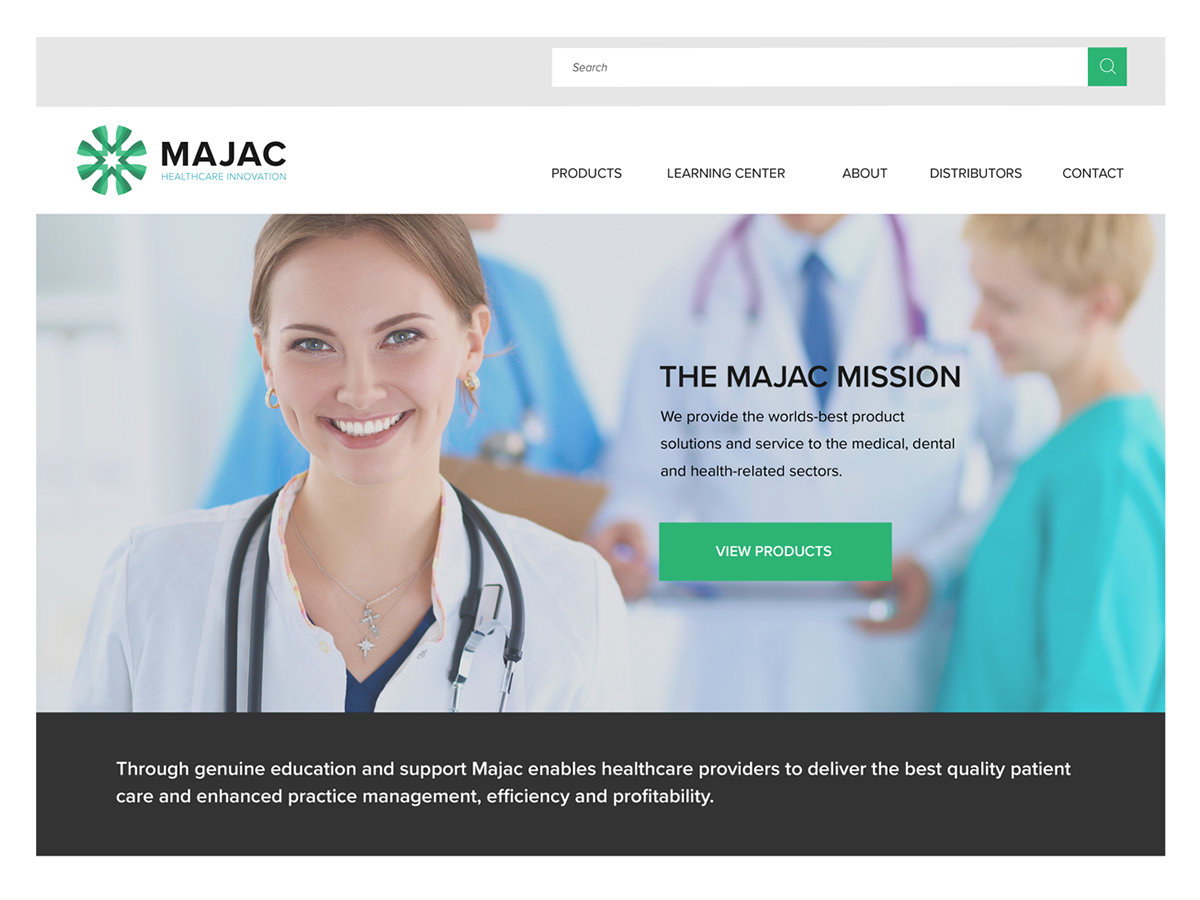 Search
MAJAC
HEALTHCARE INNOVATION
PRODUCTS LEARNING CENTER ABOUT DISTRIBUTORS CONTACT
THE MAJAC MISSION
We provide the worlds-best product
solutions and service to the medical, dental
and health-related sectors.
VIEW PRODUCTS
Through genuine education and support Majac enables healthcare providers to deliver the best quality patient
care and enhanced practice management, efficiency and profitability.